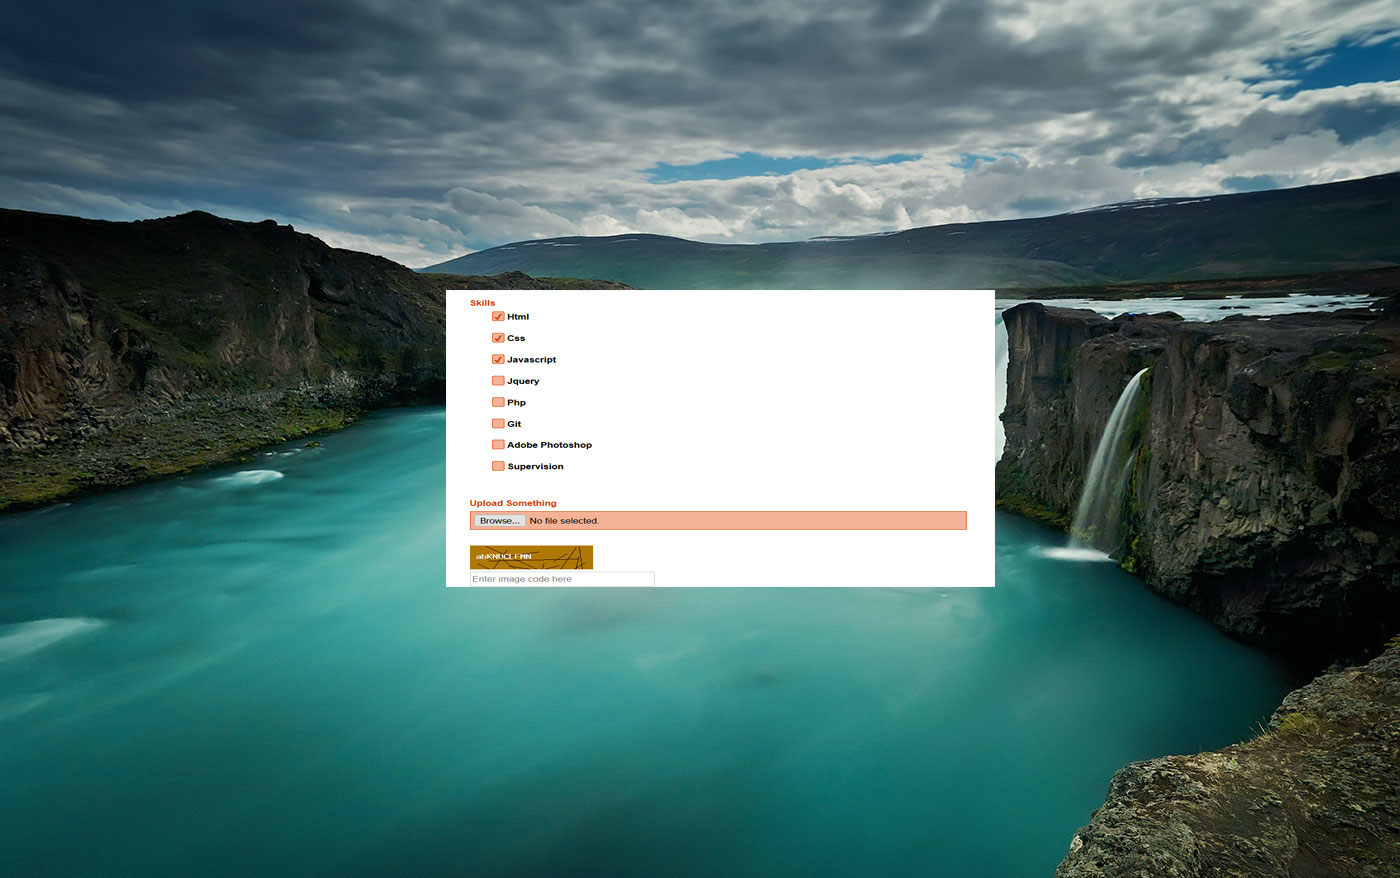 Skills
Html
Css
Javascript
Jquery
Php
Git
Adobe Photoshop
Supervision
Upload Something
Browse... No file selected.
abKNUCLEMN
Enter image code here